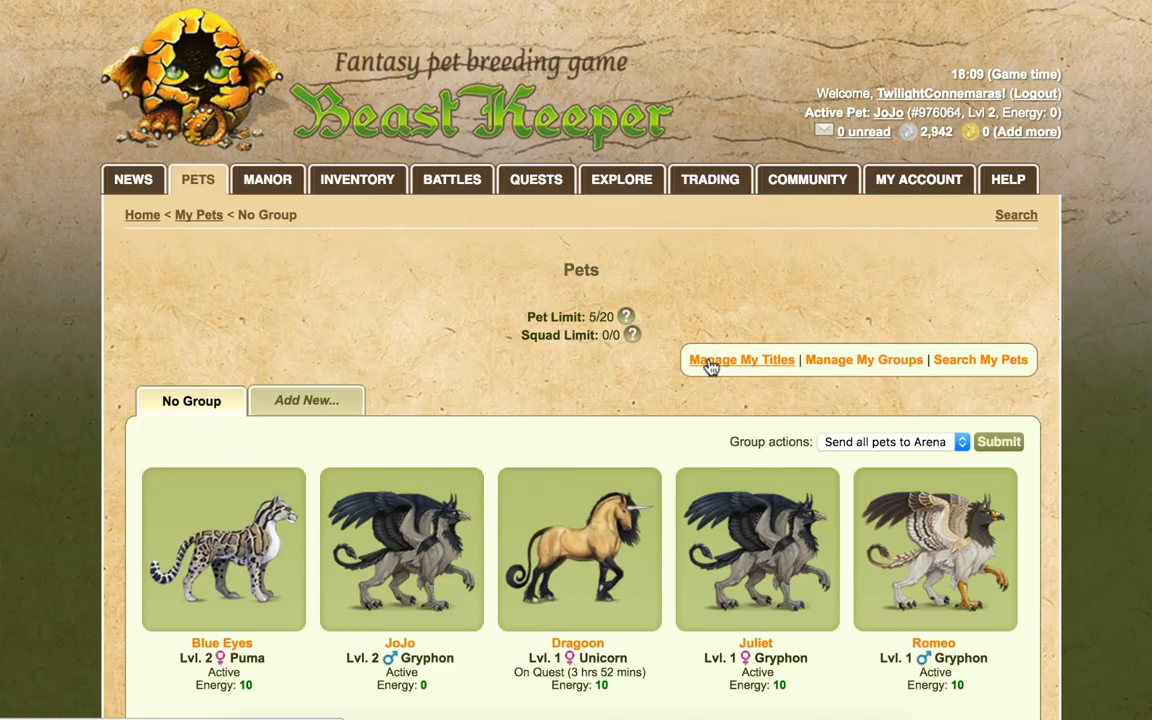 Fantasy pet breeding game
Beast Keeper
18:09 (Game time)
Welcome, TwilightConnemaras! (Logout)
Active Pet: JoJo (#976064, Lvl 2, Energy: 0)
0 unread 2,942 0 (Add more)
NEWS PETS MANOR INVENTORY BATTLES QUESTS EXPLORE TRADING COMMUNITY MY ACCOUNT HELP
Home < My Pets < No Group Search
Pets
Pet Limit: 5/20 ?
Squad Limit: 0/0 ?
Manage My Titles | Manage My Groups | Search My Pets
No Group Add New...
Group actions: Send all pets to Arena Submit
Blue Eyes JoJo Dragoon Juliet Romeo
Lvl. 2 ♀ Puma Lvl. 2 ♂ Gryphon Lvl. 1 ♀ Unicorn Lvl. 1 ♀ Gryphon Lvl. 1 ♂ Gryphon
Active Active On Quest (3 hrs 52 mins) Active Active
Energy: 10 Energy: 0 Energy: 10 Energy: 10 Energy: 10